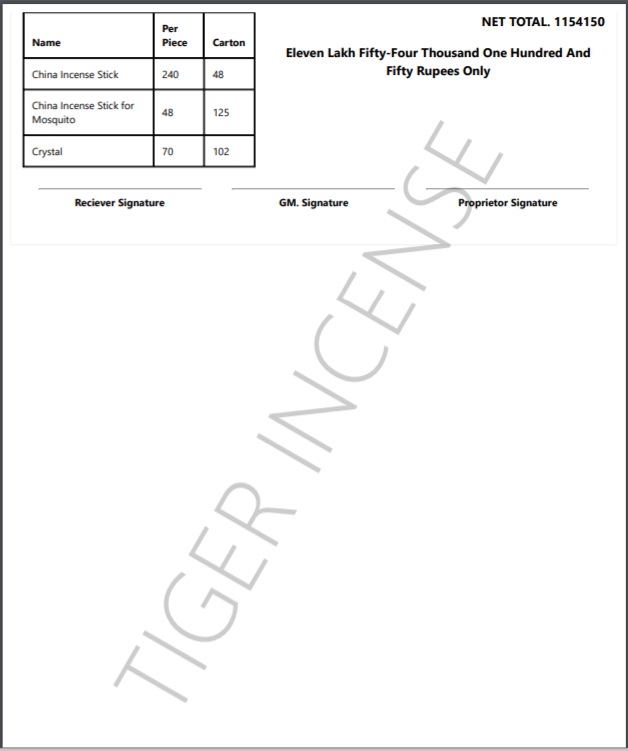 Name Per Piece Carton
China Incense Stick 240 48
China Incense Stick for Mosquito 48 125
Crystal 70 102
NET TOTAL. 1154150
Eleven Lakh Fifty-Four Thousand One Hundred And
Fifty Rupees Only
Reciever Signature GM. Signature Proprietor Signature
TIGER INCENSE